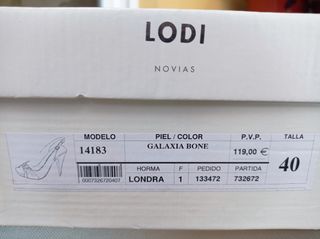 LODI
NOVIAS
MODELO PIEL / COLOR P.V.P. TALLA
14183 GALAXIA BONE 119,00 € 40
HORMA F PEDIDO PARTIDA
LONDRA 1 133472 732672
0007326720407